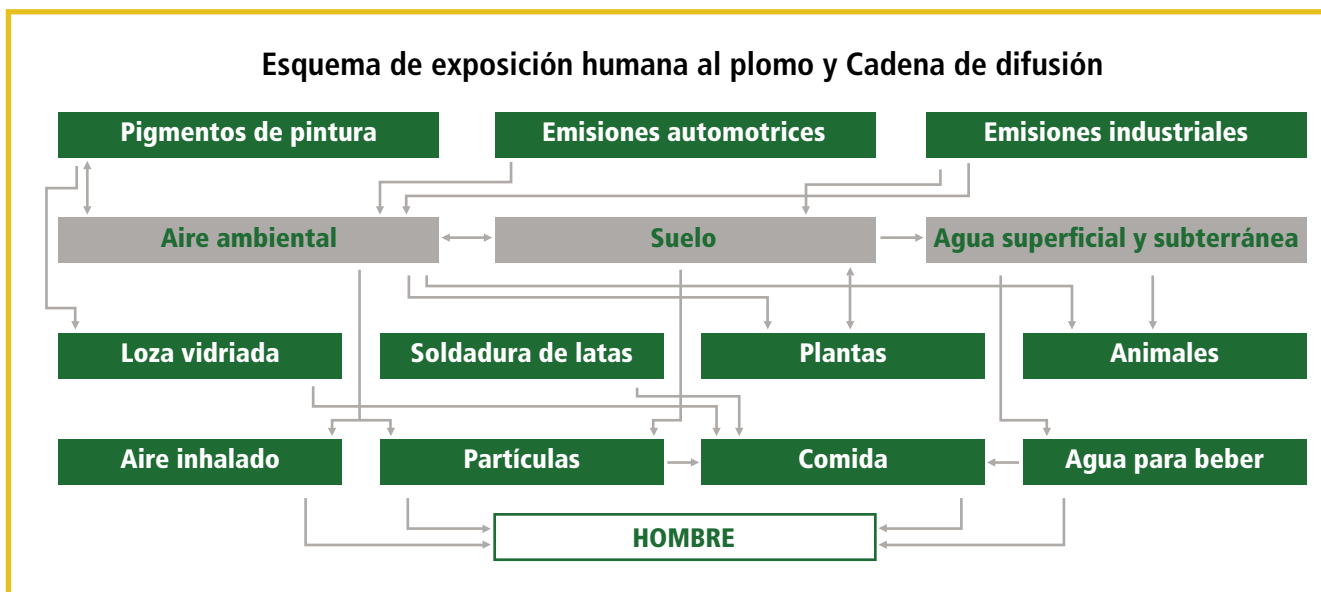 Esquema de exposición humana al plomo y Cadena de difusión
Pigmentos de pintura
Emisiones automotrices
Emisiones industriales
Aire ambiental
Suelo
Agua superficial y subterránea
Loza vidriada
Soldadura de latas
Plantas
Animales
Aire inhalado
Partículas
Comida
Agua para beber
HOMBRE